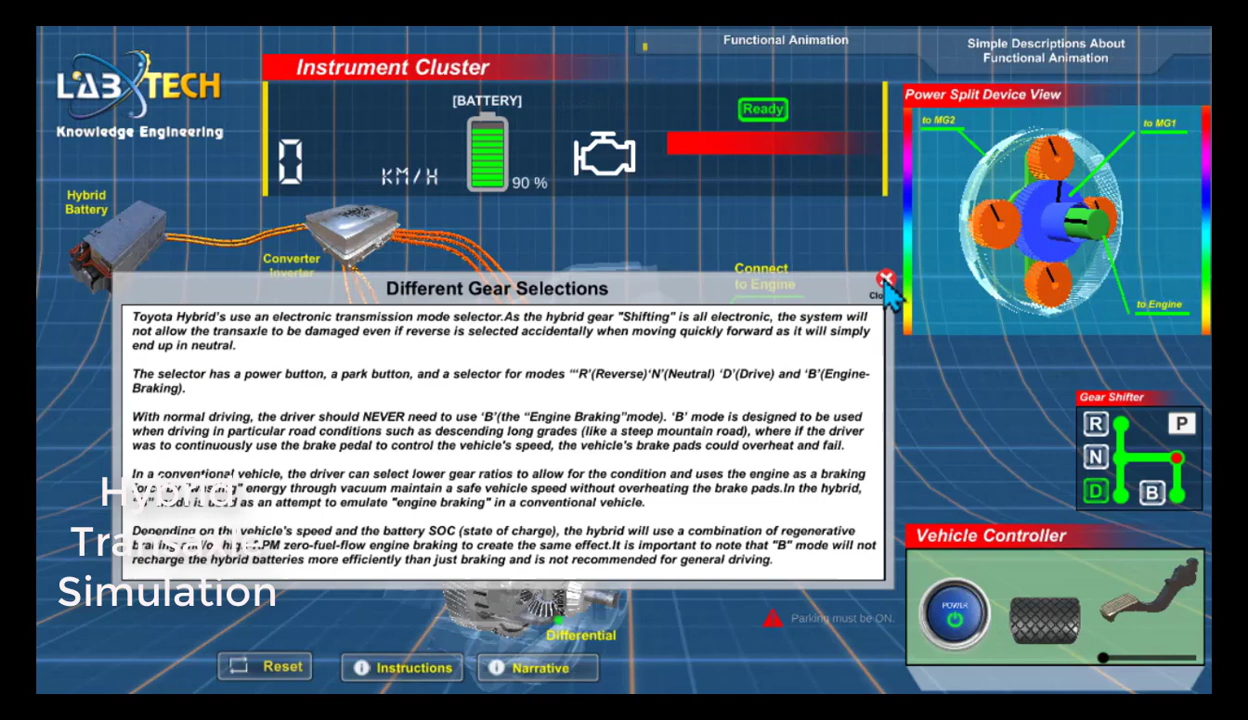 Functional Animation
Simple Descriptions About
Functional Animation
LABTECH
Knowledge Engineering
Instrument Cluster
[BATTERY]
Ready
0
KM/H
90 %
Power Split Device View
to MG2
to MG1
to Engine
Hybrid
Battery
Converter
Inverter
Connect
to Engine
Different Gear Selections
Toyota Hybrid's use an electronic transmission mode selector.As the hybrid gear "Shifting" is all electronic, the system will
not allow the transaxle to be damaged even if reverse is selected accidentally when moving quickly forward as it will simply
end up in neutral.
The selector has a power button, a park button, and a selector for modes "'R'(Reverse)'N'(Neutral) 'D'(Drive) and 'B'(Engine-
Braking).
With normal driving, the driver should NEVER need to use 'B'(the "Engine Braking"mode). 'B' mode is designed to be used
when driving in particular road conditions such as descending long grades (like a steep mountain road), where if the driver
was to continuously use the brake pedal to control the vehicle's speed, the vehicle's brake pads could overheat and fail.
In a conventional vehicle, the driver can select lower gear ratios to allow for the condition and uses the engine as a braking
energy through vacuum maintain a safe vehicle speed without overheating the brake pads.In the hybrid,
as an attempt to emulate "engine braking" in a conventional vehicle.
Depending on the vehicle's speed and the battery SOC (state of charge), the hybrid will use a combination of regenerative
zero-fuel-flow engine braking to create the same effect.It is important to note that "B" mode will not
recharge the hybrid batteries more efficiently than just braking and is not recommended for general driving.
Hybrid
Transaxle
Simulation
Gear Shifter
R
P
N
D
B
Vehicle Controller
POWER
Parking must be ON.
Differential
Reset
Instructions
Narrative